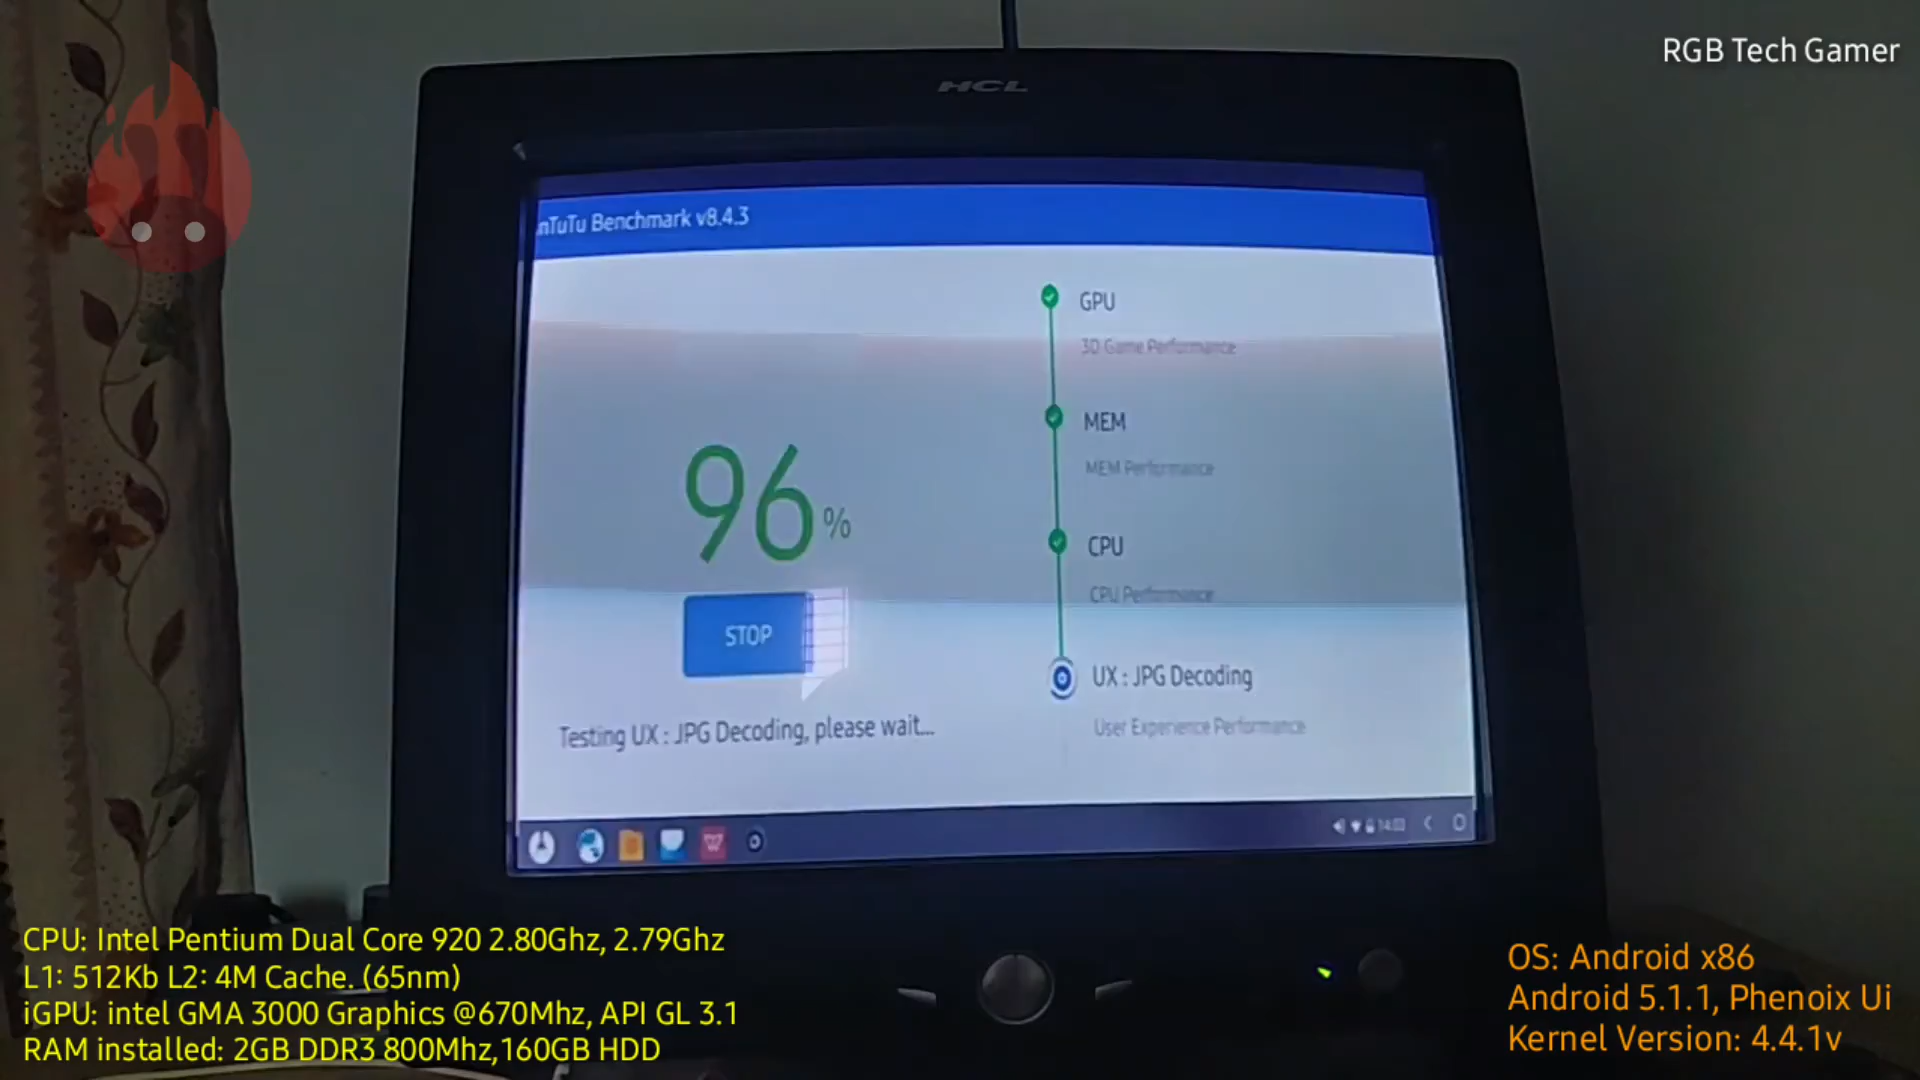 RGB Tech Gamer
HCL
nTuTu Benchmark v8.4.3
GPU
3D Game Performance
MEM
MEM Performance
96%
CPU
CPU Performance
STOP
UX : JPG Decoding
Testing UX : JPG Decoding, please wait...
User Experience Performance
CPU: Intel Pentium Dual Core 920 2.80Ghz, 2.79Ghz
L1: 512Kb L2: 4M Cache. (65nm)
iGPU: intel GMA 3000 Graphics @670Mhz, API GL 3.1
RAM installed: 2GB DDR3 800Mhz,160GB HDD
OS: Android x86
Android 5.1.1, Phenoix Ui
Kernel Version: 4.4.1v